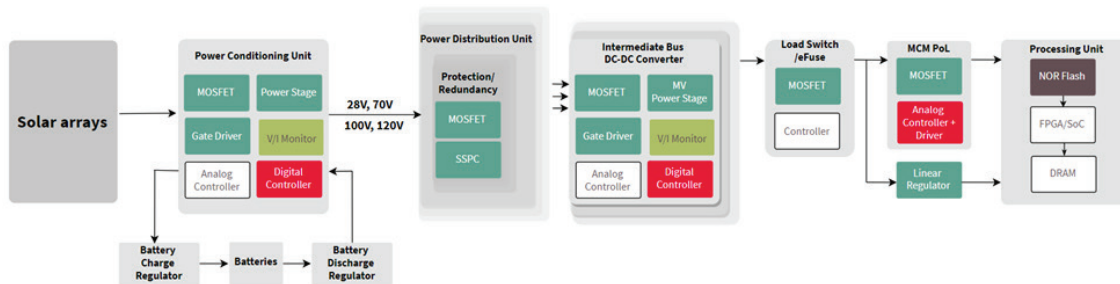 Solar arrays
Power Conditioning Unit
MOSFET
Power Stage
Gate Driver
V/I Monitor
Analog
Controller
Digital
Controller
Battery
Charge
Regulator
Batteries
Battery
Discharge
Regulator
28V, 70V
100V, 120V
Power Distribution Unit
Protection/
Redundancy
MOSFET
SSPC
Intermediate Bus
DC-DC Converter
MOSFET
MV
Power Stage
Gate Driver
V/I Monitor
Analog
Controller
Digital
Controller
Load Switch
/eFuse
MOSFET
Controller
MCM PoL
MOSFET
Analog
Controller +
Driver
Linear
Regulator
Processing Unit
NOR Flash
FPGA/SoC
DRAM